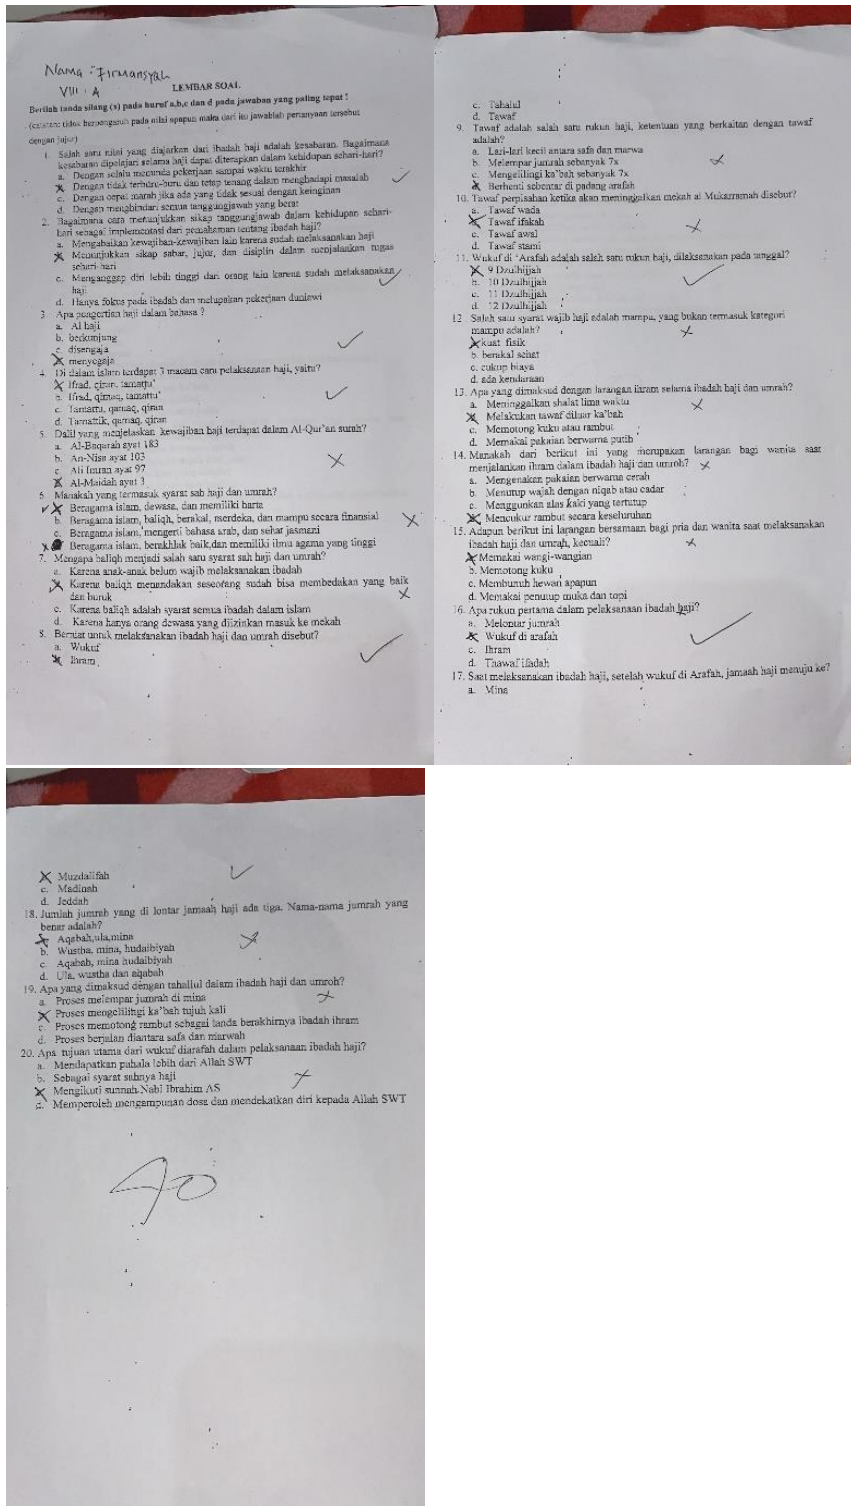 Nama : Firmansyah
VIII . A
LEMBAR SOAL
Berilah tanda silang (x) pada huruf a,b,c dan d pada jawaban yang paling tepat !
(catatan: tidak berpengaruh pada nilai apapun maka dari itu jawablah pertanyaan tersebut
dengan jujur)
1. Salah satu nilai yang diajarkan dari ibadah haji adalah kesabaran. Bagaimana
kesabaran dipelajari selama haji dapat diterapkan dalam kehidupan sehari-hari?
a. Dengan selalu menunda pekerjaan sampai waktu terakhir
Dengan tidak terburu-buru dan tetap tenang dalam menghadapi masalah
c. Dengan cepat marah jika ada yang tidak sesuai dengan keinginan
d. Dengan menghindari semua tanggungjawab yang berat
2. Bagaimana cara menunjukkan sikap tanggungjawab dalam kehidupan sehari-
hari sebagai implementasi dari pemahaman tentang ibadah haji?
a. Mengabaikan kewajiban-kewajiban lain karena sudah melaksanakan haji
Menunjukkan sikap sabar, jujur, dan disiplin dalam menjalankan tugas
sehari-hari
c. Menganggap diri lebih tinggi dari orang lain karena sudah melaksanakan
haji
d. Hanya fokus pada ibadah dan melupakan pekerjaan duniawi
3. Apa pengertian haji dalam bahasa ?
a. Al haji
b. berkunjung
c. disengaja
menyegaja
4. Di dalam islam terdapat 3 macam cara pelaksanaan haji, yaitu?
Ifrad, qiran, tamattu'
b. Ifrad, qimaq, tamattu'
c. Tamattu, qamaq, qiran
d. Tamattik, qamaq, qiran
5. Dalil yang menjelaskan kewajiban haji terdapat dalam Al-Qur'an surah?
a. Al-Baqarah ayat 183
b. An-Nisa ayat 103
c. Ali Imran ayat 97
Al-Maidah ayat 3
6. Manakah yang termasuk syarat sah haji dan umrah?
Beragama islam, dewasa, dan memiliki harta
b. Beragama islam, baligh, berakal, merdeka, dan mampu secara finansial
c. Beragama islam, mengerti bahasa arab, dan sehat jasmani
Beragama islam, berakhlak baik,dan memiliki ilmu agama yang tinggi
7. Mengapa baligh menjadi salah satu syarat sah haji dan umrah?
a. Karena anak-anak belum wajib melaksanakan ibadah
Karena baligh menandakan seseorang sudah bisa membedakan yang baik
dan buruk
c. Karena baligh adalah syarat semua ibadah dalam islam
d. Karena hanya orang dewasa yang diizinkan masuk ke mekah
8. Berniat untuk melaksanakan ibadah haji dan umrah disebut?
a. Wukuf
Ihram
c. Tahalul
d. Tawaf
9. Tawaf adalah salah satu rukun haji, ketentuan yang berkaitan dengan tawaf
adalah?
a. Lari-lari kecil antara safa dan marwa
b. Melempar jumrah sebanyak 7x
c. Mengelilingi ka'bah sebanyak 7x
Berhenti sebentar di padang arafah
10. Tawaf perpisahan ketika akan meninggalkan mekah al Mukarramah disebut?
a. Tawaf wada
Tawaf ifakah
c. Tawaf awal
d. Tawaf stami
11. Wukuf di 'Arafah adalah salah satu rukun haji, dilaksanakan pada tanggal?
9 Dzulhijjah
b. 10 Dzulhijjah
c. 11 Dzulhijjah
d. 12 Dzulhijjah
12. Salah satu syarat wajib haji adalah mampu, yang bukan termasuk kategori
mampu adalah?
kuat fisik
b. berakal sehat
c. cukup biaya
d. ada kendaraan
13. Apa yang dimaksud dengan larangan ihram selama ibadah haji dan umrah?
a. Meninggalkan shalat lima waktu
Melakukan tawaf diluar ka'bah
c. Memotong kuku atau rambut
d. Memakai pakaian berwarna putih
14. Manakah dari berikut ini yang merupakan larangan bagi wanita saat
menjalankan ihram dalam ibadah haji dan umroh?
a. Mengenakan pakaian berwarna cerah
b. Menutup wajah dengan niqab atau cadar
c. Menggunkan alas kaki yang tertutup
Mencukur rambut secara keseluruhan
15. Adapun berikut ini larangan bersamaan bagi pria dan wanita saat melaksanakan
ibadah haji dan umrah, kecuali?
Memakai wangi-wangian
b. Memotong kuku
c. Membunuh hewan apapun
d. Memakai penutup muka dan topi
16. Apa rukun pertama dalam pelaksanaan ibadah haji?
a. Melontar jumrah
Wukuf di arafah
c. Ihram
d. Thawaf ifadah
17. Saat melaksanakan ibadah haji, setelah wukuf di Arafah, jamaah haji menuju ke?
a. Mina
Muzdalifah
c. Madinah
d. Jeddah
18. Jumlah jumrah yang di lontar jamaah haji ada tiga. Nama-nama jumrah yang
benar adalah?
Aqabah,ula,mina
b. Wustha, mina, hudaibiyah
c. Aqabah, mina hudaibiyah
d. Ula, wustha dan aqabah
19. Apa yang dimaksud dengan tahallul dalam ibadah haji dan umroh?
a. Proses melempar jumrah di mina
Proses mengelilingi ka'bah tujuh kali
c. Proses memotong rambut sebagai tanda berakhirnya ibadah ihram
d. Proses berjalan diantara safa dan marwah
20. Apa tujuan utama dari wukuf diarafah dalam pelaksanaan ibadah haji?
a. Mendapatkan pahala lebih dari Allah SWT
b. Sebagai syarat sahnya haji
Mengikuti sunnah Nabi Ibrahim AS
d. Memperoleh mengampunan dosa dan mendekatkan diri kepada Allah SWT
40